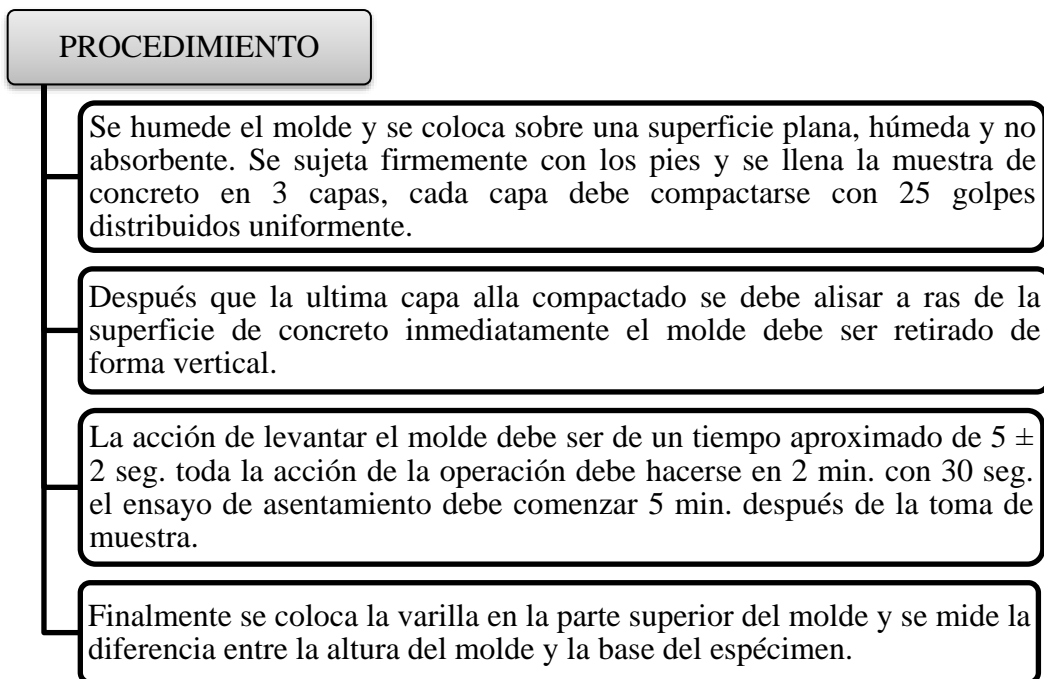 PROCEDIMIENTO
Se humede el molde y se coloca sobre una superficie plana, húmeda y no
absorbente. Se sujeta firmemente con los pies y se llena la muestra de
concreto en 3 capas, cada capa debe compactarse con 25 golpes
distribuidos uniformente.
Después que la ultima capa alla compactado se debe alisar a ras de la
superficie de concreto inmediatamente el molde debe ser retirado de
forma vertical.
La acción de levantar el molde debe ser de un tiempo aproximado de 5 ±
2 seg. toda la acción de la operación debe hacerse en 2 min. con 30 seg.
el ensayo de asentamiento debe comenzar 5 min. después de la toma de
muestra.
Finalmente se coloca la varilla en la parte superior del molde y se mide la
diferencia entre la altura del molde y la base del espécimen.